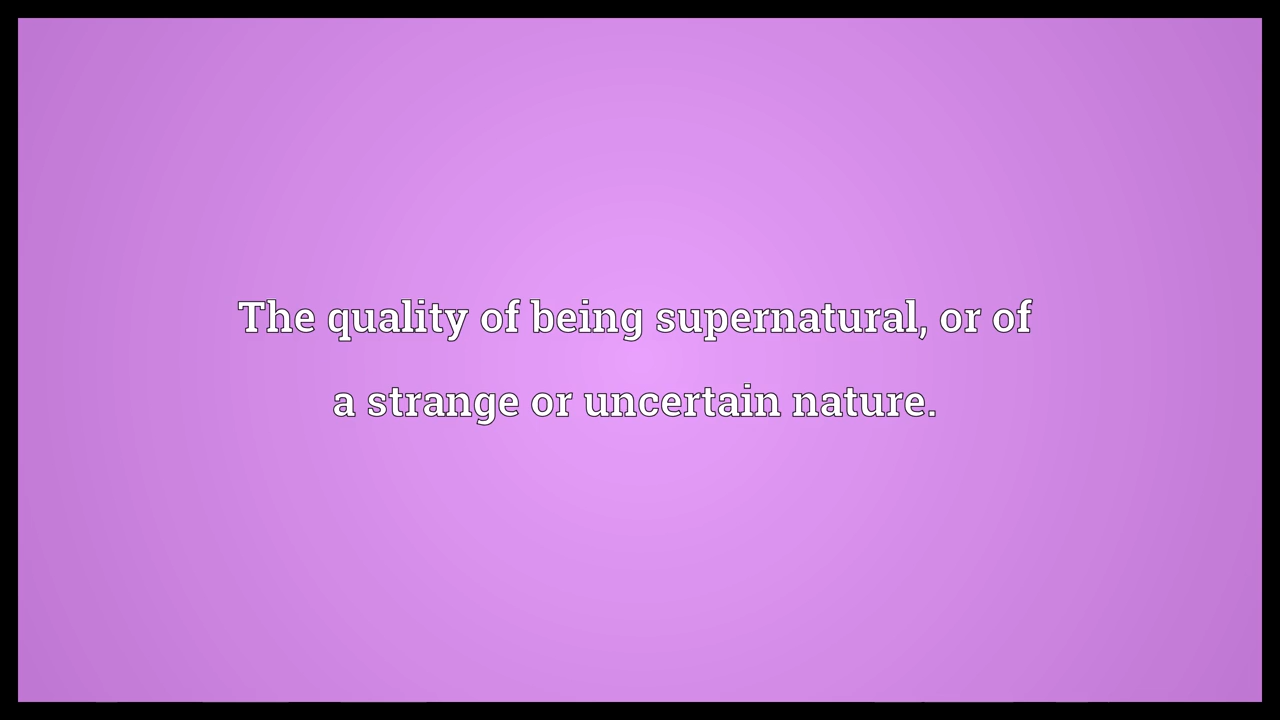 The quality of being supernatural, or of
a strange or uncertain nature.